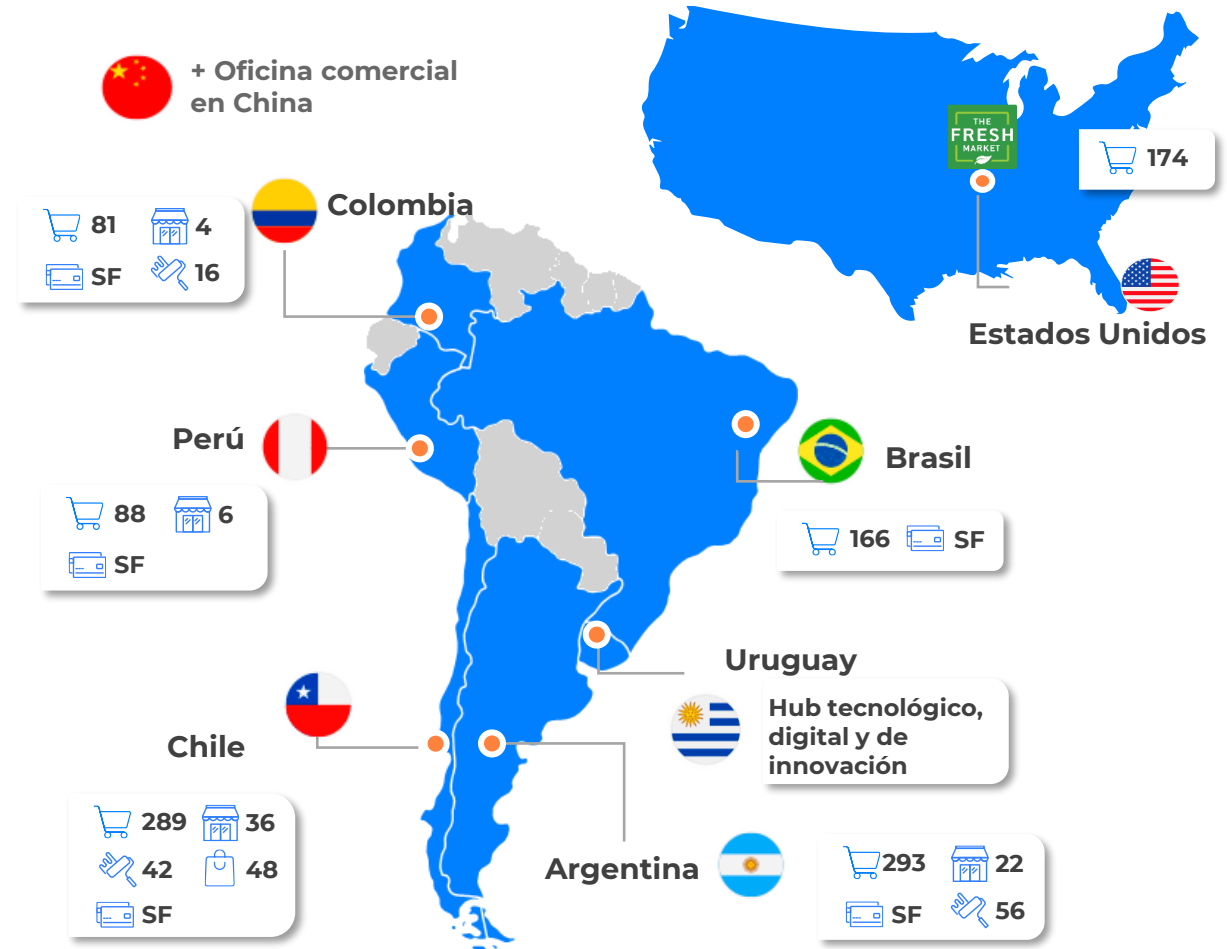 + Oficina comercial
en China
THE
FRESH
MARKET
174
Estados Unidos
Colombia
81 4
SF 16
Perú
88 6
SF
Brasil
166 SF
Uruguay
Hub tecnológico,
digital y de
innovación
Chile
289 36
42 48
SF
Argentina
293 22
SF 56